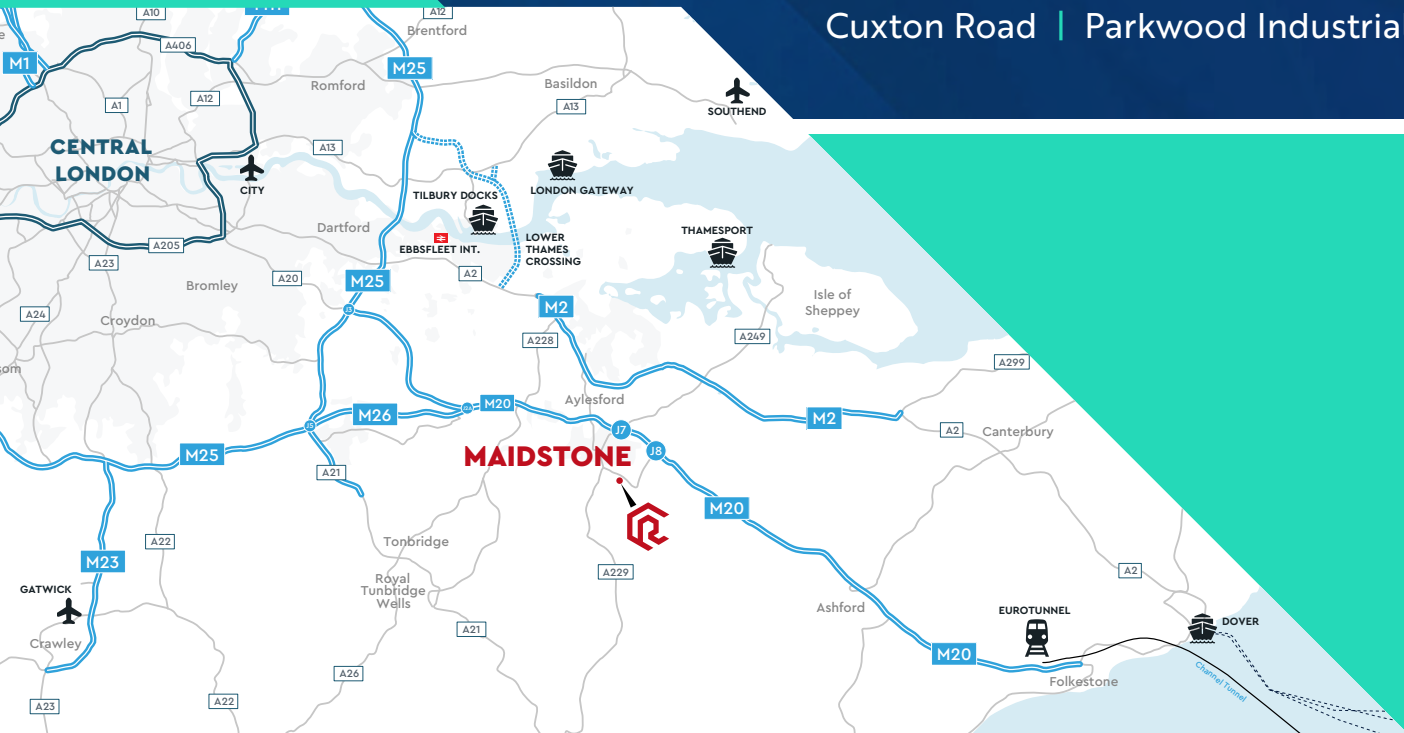 Cuxton Road | Parkwood Industria
A10
A12
Brentford
A406
M1
M25
Romford
Basildon
A1
A12
A13
SOUTHEND
CENTRAL
LONDON
A13
CITY
TILBURY DOCKS
LONDON GATEWAY
Dartford
EBBSFLEET INT.
LOWER
THAMES
CROSSING
THAMESPORT
A205
A23
A20
M25
A2
Bromley
M2
Isle of
Sheppey
J3
A24
Croydon
A228
A249
A299
som
Aylesford
M26
M20
M2
A2
Canterbury
J5
J7
J8
M25
MAIDSTONE
A21
M20
A22
Tonbridge
M23
A229
A2
Royal
Tunbridge
Wells
GATWICK
Ashford
EUROTUNNEL
DOVER
Crawley
A21
M20
A26
Folkestone
Channel Tunnel
A23
A22